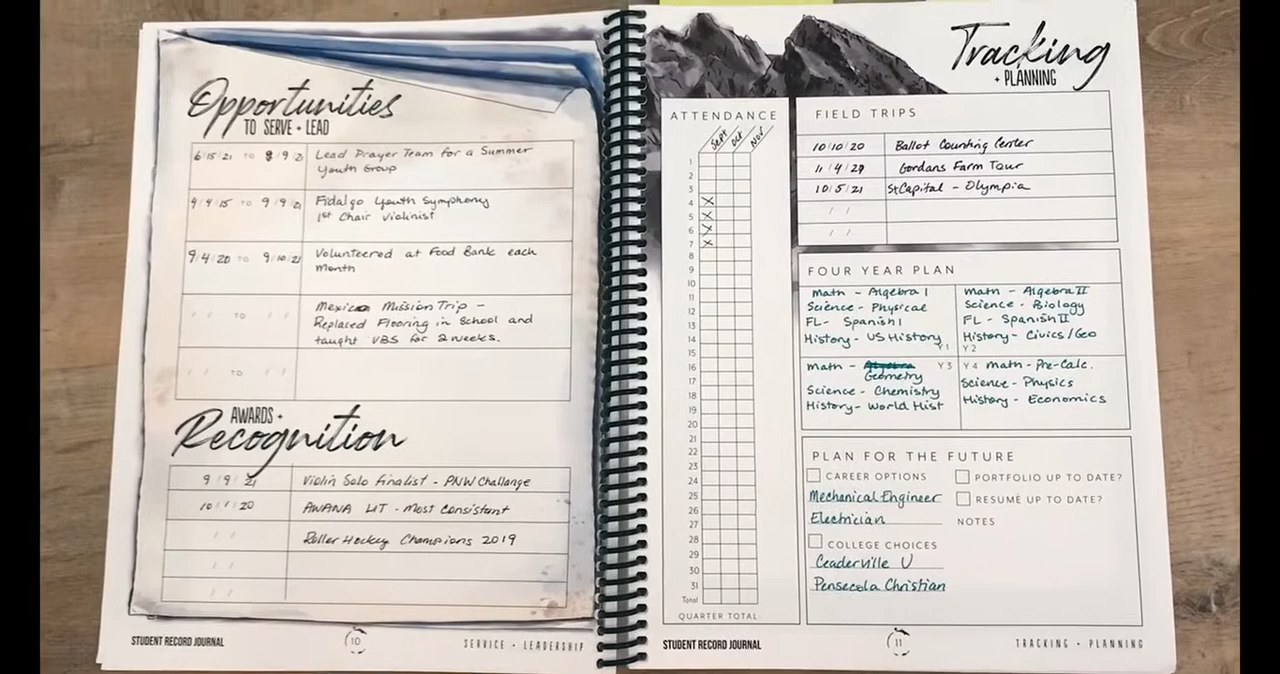 Opportunities
TO SERVE + LEAD
6/15/21 TO 8/9/21 Lead Prayer Team for a Summer
Youth Group
9/4/15 TO 9/9/21 Fidalgo Youth Symphony
1st Chair Violinist
9/4/20 TO 9/10/21 Volunteered at Food Bank each
month
/ / TO / / Mexico Mission Trip -
Replaced Flooring in School and
taught VBS for 2 weeks.
/ / TO / /
AWARDS +
Recognition
9/9/21 Violin Solo Finalist - PNW Challange
10/1/20 AWANA LIT - Most Consistant
/ / Roller Hockey Champions 2019
/ /
/ /
STUDENT RECORD JOURNAL
10
SERVICE + LEADERSHIP
Tracking
+ PLANNING
ATTENDANCE
Sept Oct Nov
1
2
3
4 X
5 X
6 X
7 X
8
9
10
11
12
13
14
15
16
17
18
19
20
21
22
23
24
25
26
27
28
29
30
31
Total
QUARTER TOTAL
FIELD TRIPS
10/10/20 Ballot Counting Center
11/4/20 Gordans Farm Tour
10/5/21 St Capital - Olympia
/ /
/ /
FOUR YEAR PLAN
Math - Algebra I
Science - Physical
FL - Spanish I
History - US History
Y1
Math - Algebra II
Science - Biology
FL - Spanish II
History - Civics/Geo
Y2
Math - Y3
Geometry
Science - Chemistry
History - World Hist
Y4 Math - Pre-Calc.
Science - Physics
History - Economics
PLAN FOR THE FUTURE
CAREER OPTIONS
Mechanical Engineer
Electrician
COLLEGE CHOICES
Ceaderville U
Pensecola Christian
PORTFOLIO UP TO DATE?
RESUMÉ UP TO DATE?
NOTES
STUDENT RECORD JOURNAL
11
TRACKING + PLANNING